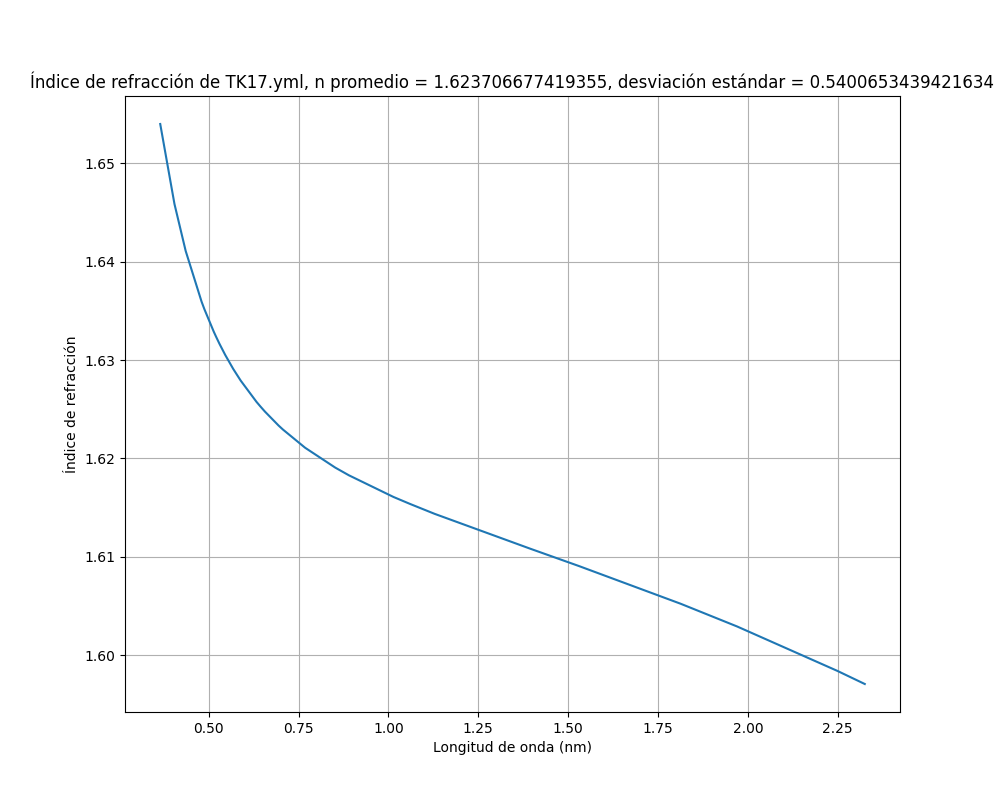 Índice de refracción de TK17.yml, n promedio = 1.623706677419355, desviación estándar = 0.5400653439421634
1.65
1.64
1.63
1.62
1.61
1.60
Índice de refracción
0.50 0.75 1.00 1.25 1.50 1.75 2.00 2.25
Longitud de onda (nm)